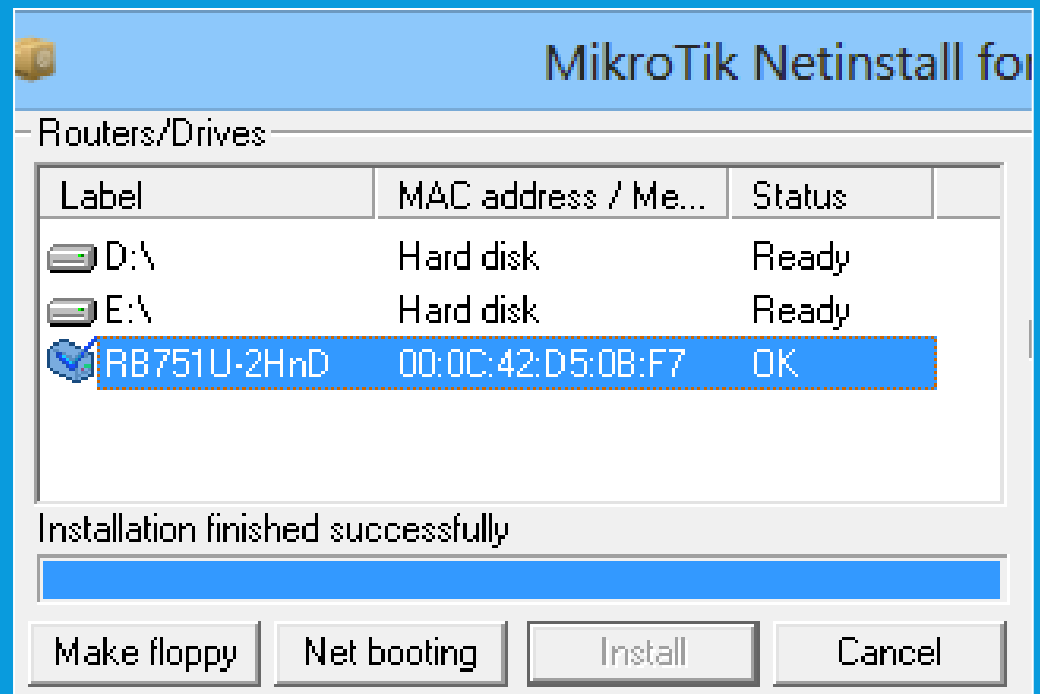 MikroTik Netinstall for
Routers/Drives
Label MAC address / Me... Status
D:\ Hard disk Ready
E:\ Hard disk Ready
RB751U-2HnD 00:0C:42:D5:0B:F7 OK
Installation finished successfully
Make floppy Net booting Install Cancel